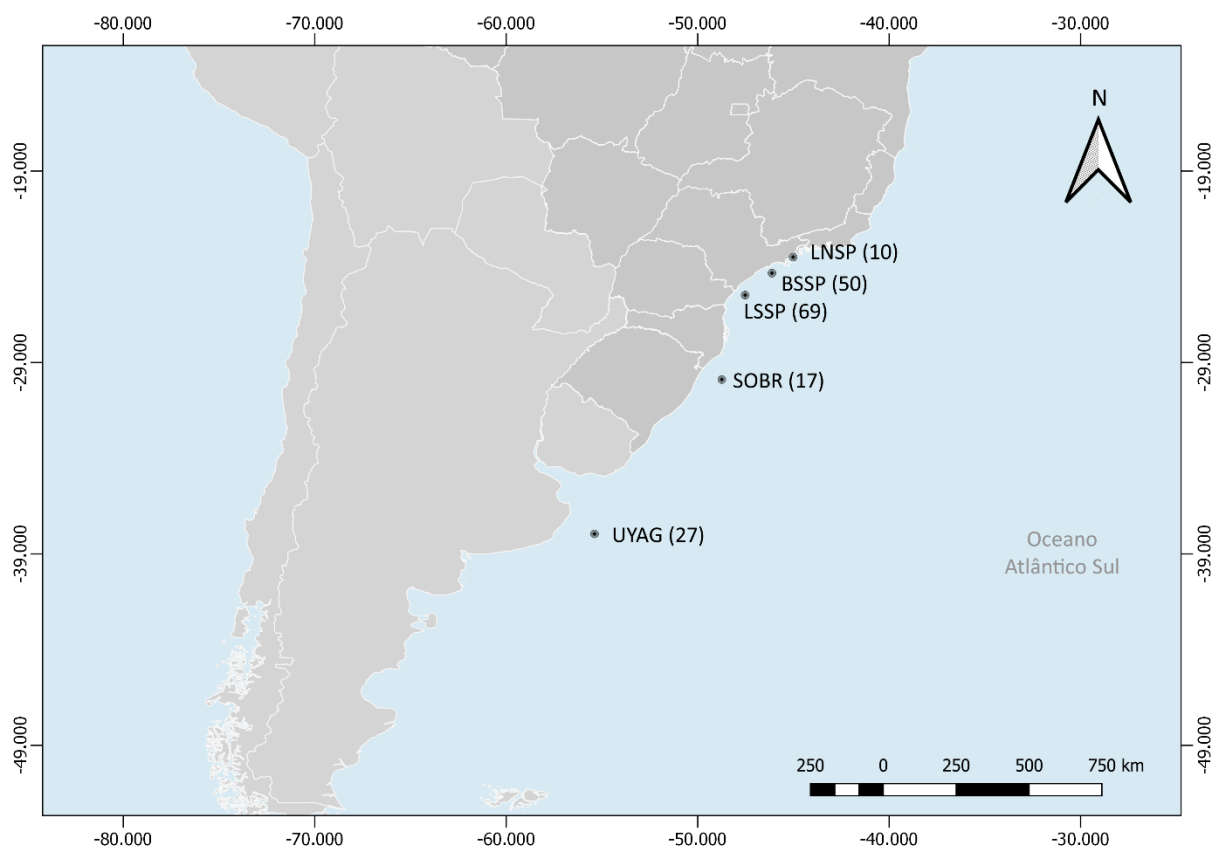 -80.000 -70.000 -60.000 -50.000 -40.000 -30.000
N
-19.000 -19.000
LNSP (10)
BSSP (50)
LSSP (69)
-29.000 -29.000
SOBR (17)
UYAG (27)
-39.000 -39.000
Oceano
Atlântico Sul
-49.000 -49.000
250 0 250 500 750 km
-80.000 -70.000 -60.000 -50.000 -40.000 -30.000